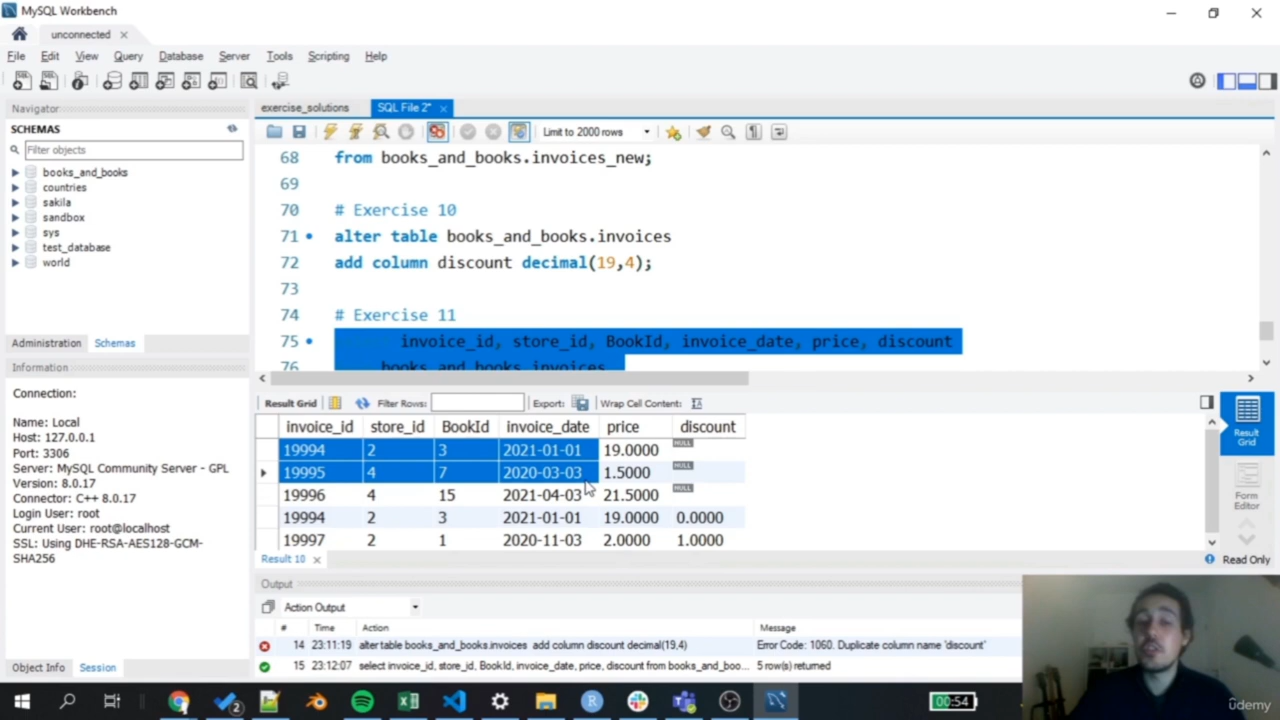 MySQL Workbench
unconnected
File Edit View Query Database Server Tools Scripting Help
Navigator
SCHEMAS
Filter objects
books_and_books
countries
sakila
sandbox
sys
test_database
world
Administration Schemas
Information
Connection:
Name: Local
Host: 127.0.0.1
Port: 3306
Server: MySQL Community Server - GPL
Version: 8.0.17
Connector: C++ 8.0.17
Login User: root
Current User: root@localhost
SSL: Using DHE-RSA-AES128-GCM-
SHA256
Object Info Session
exercise_solutions SQL File 2*
Limit to 2000 rows
68 from books_and_books.invoices_new;
69
70 # Exercise 10
71 alter table books_and_books.invoices
72 add column discount decimal(19,4);
73
74 # Exercise 11
75 invoice_id, store_id, BookId, invoice_date, price, discount
76 books_and_books.invoices
Result Grid Filter Rows: Export: Wrap Cell Content:
invoice_id store_id BookId invoice_date price discount
19994 2 3 2021-01-01 19.0000 NULL
19995 4 7 2020-03-03 1.5000 NULL
19996 4 15 2021-04-03 21.5000 NULL
19994 2 3 2021-01-01 19.0000 0.0000
19997 2 1 2020-11-03 2.0000 1.0000
Result Grid
Form Editor
Result 10
Read Only
Output
Action Output
# Time Action Message
14 23:11:19 alter table books_and_books.invoices add column discount decimal(19,4) Error Code: 1060. Duplicate column name 'discount'
15 23:12:07 select invoice_id, store_id, BookId, invoice_date, price, discount from books_and_boo... 5 row(s) returned
2
R
00:54
ûdemy